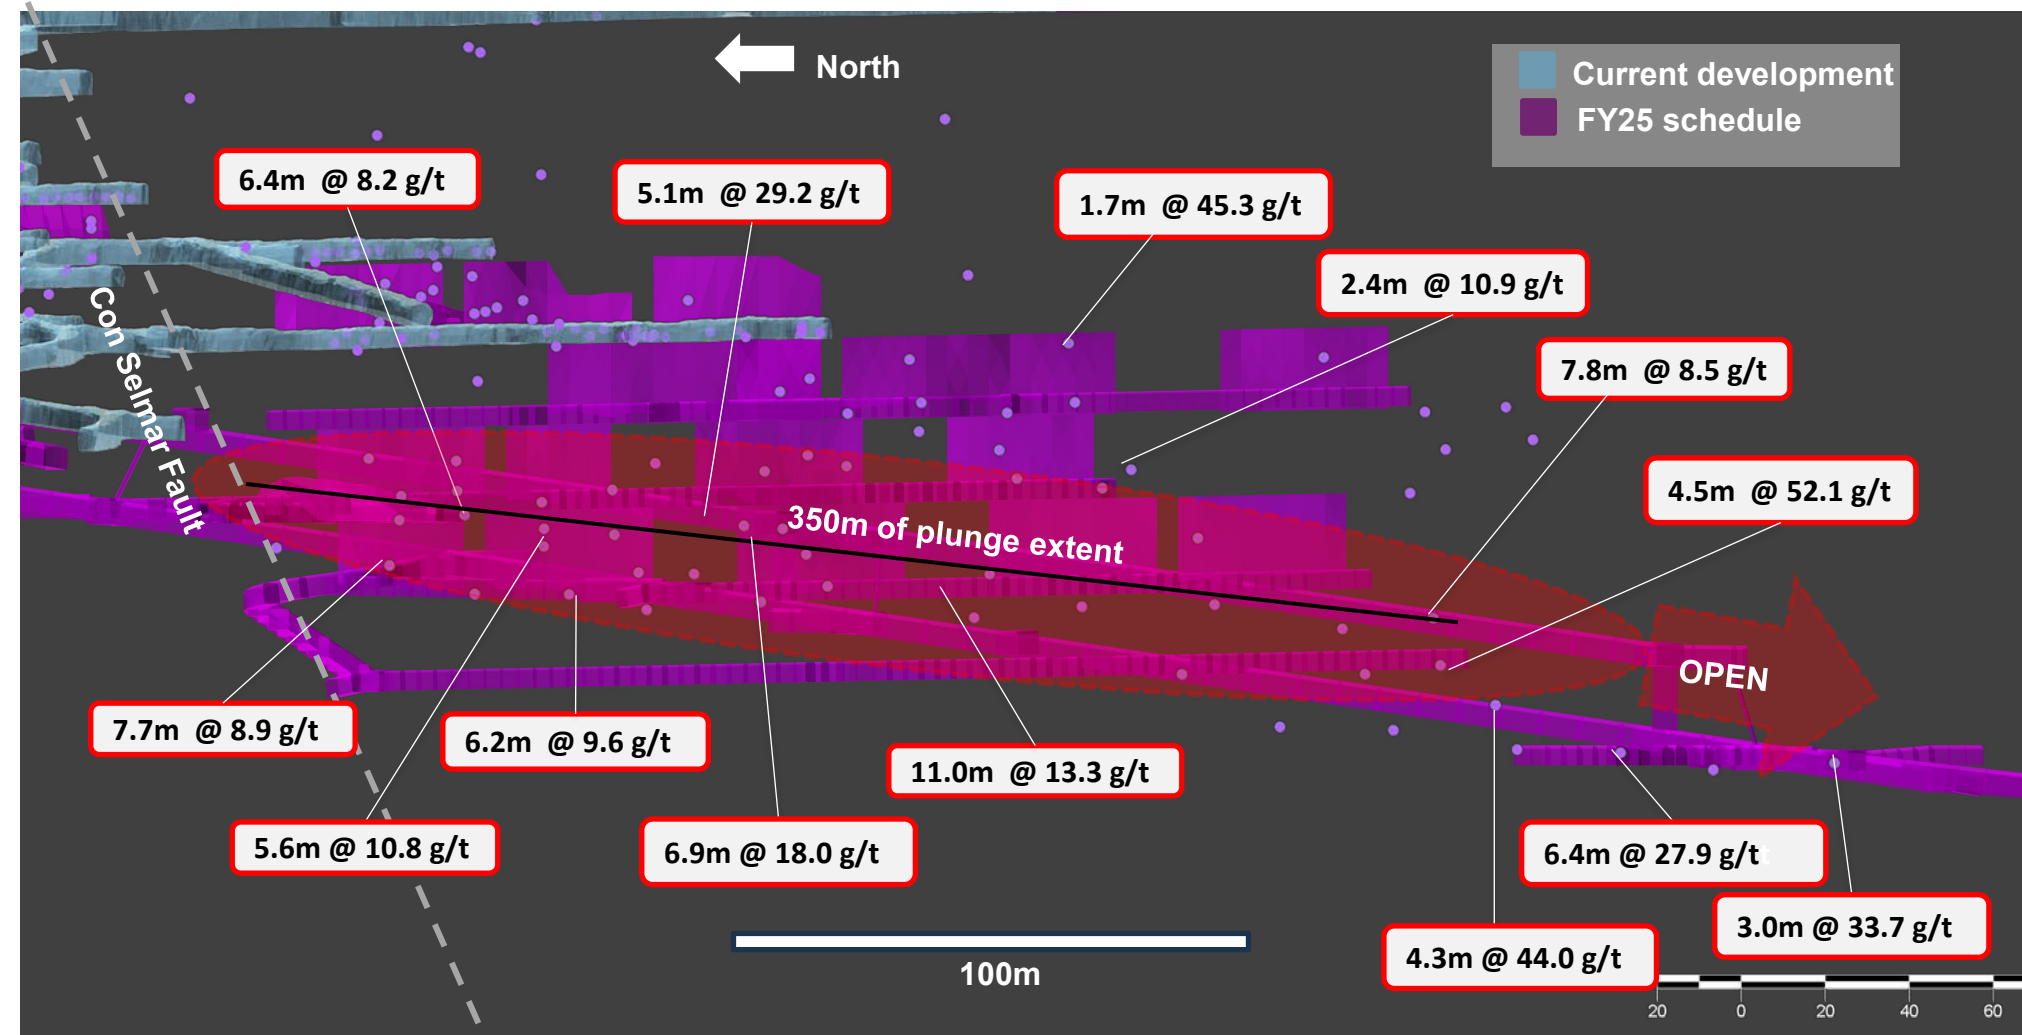 North
Current development
FY25 schedule
6.4m @ 8.2 g/t
5.1m @ 29.2 g/t
1.7m @ 45.3 g/t
2.4m @ 10.9 g/t
7.8m @ 8.5 g/t
4.5m @ 52.1 g/t
Con Selmar Fault
350m of plunge extent
OPEN
7.7m @ 8.9 g/t
6.2m @ 9.6 g/t
11.0m @ 13.3 g/t
5.6m @ 10.8 g/t
6.9m @ 18.0 g/t
6.4m @ 27.9 g/t
3.0m @ 33.7 g/t
4.3m @ 44.0 g/t
100m
20 0 20 40 60